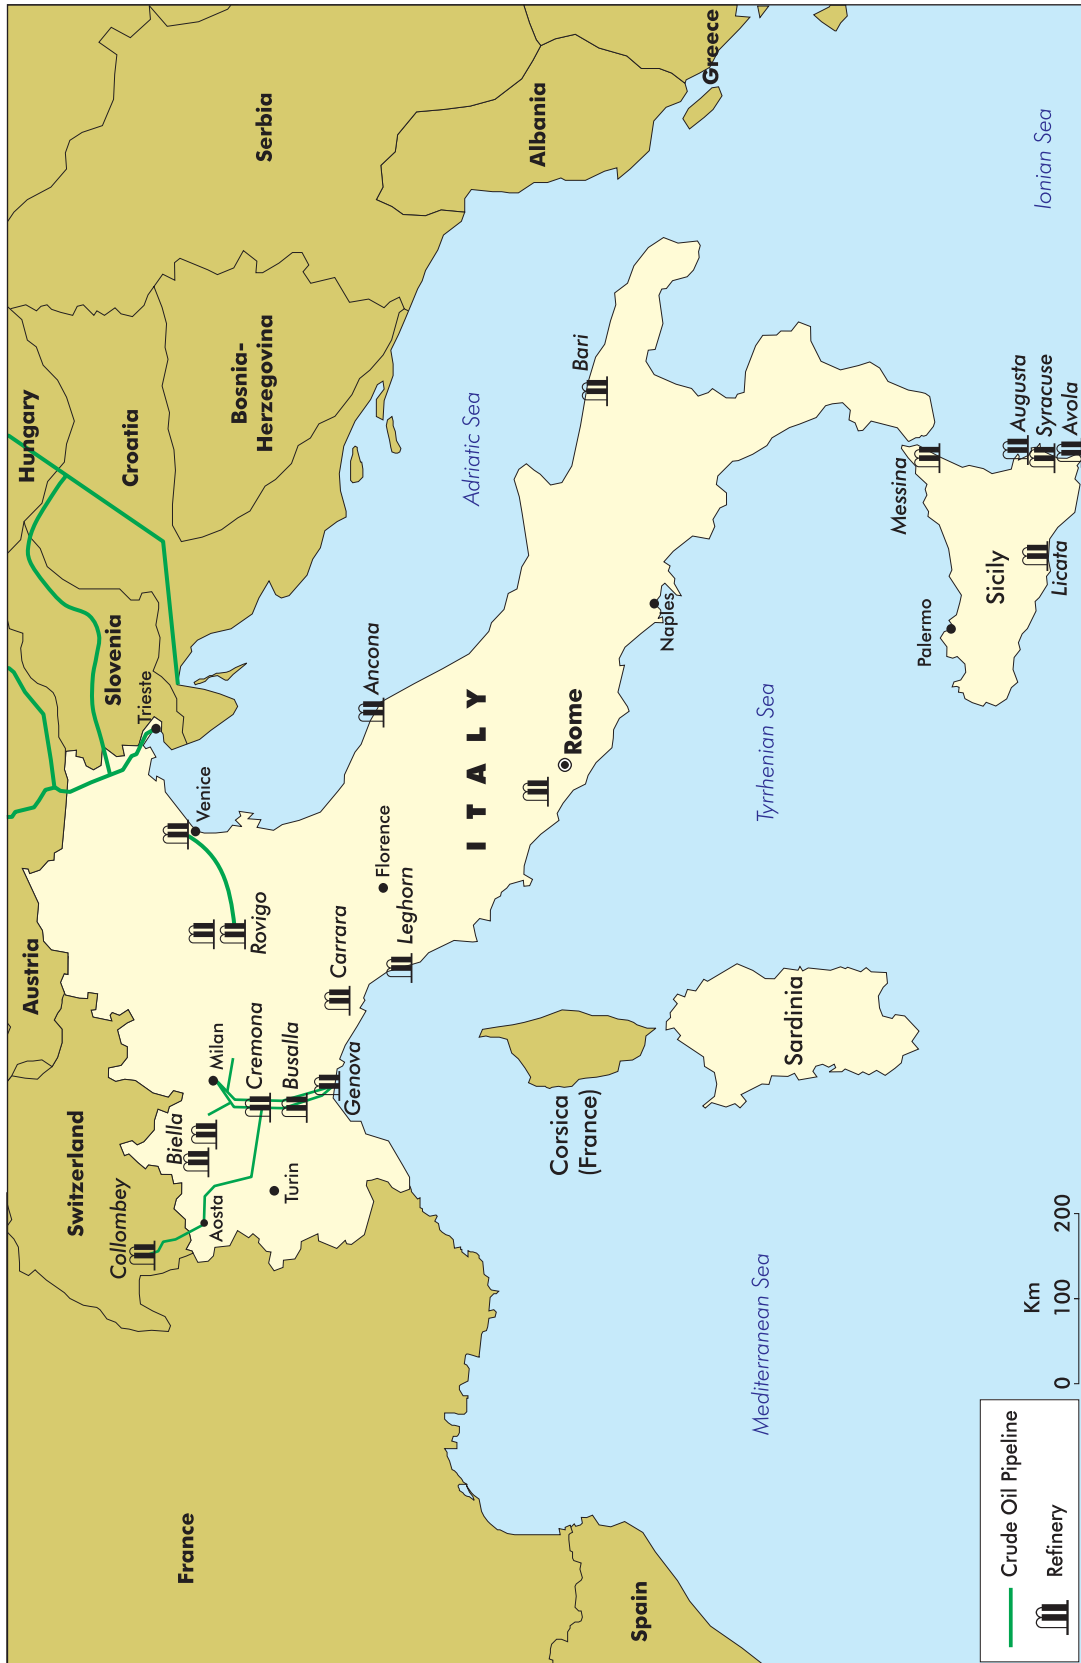 France
Spain
Switzerland
Austria
Hungary
Croatia
Slovenia
Bosnia-
Herzegovina
Serbia
Albania
Greece
Collombey
Aosta
Turin
Biella
Milan
Cremona
Busalla
Genova
Carrara
Leghorn
Florence
Rovigo
Venice
Trieste
Ancona
ITALY
Rome
Naples
Bari
Corsica
(France)
Sardinia
Palermo
Sicily
Messina
Augusta
Syracuse
Avola
Licata
Adriatic Sea
Tyrrhenian Sea
Mediterranean Sea
Ionian Sea
Crude Oil Pipeline
Refinery
Km
0 100 200